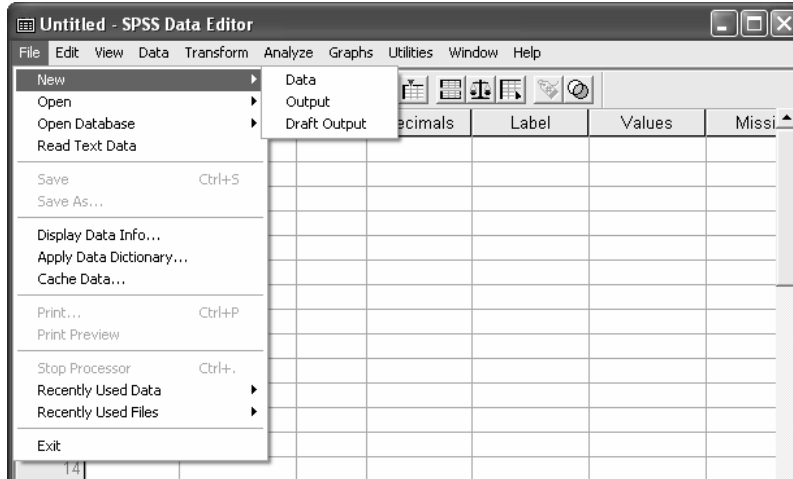 Untitled - SPSS Data Editor
File Edit View Data Transform Analyze Graphs Utilities Window Help
New
Data
Open
Output
Open Database
Draft Output
Read Text Data
ecimals Label Values Missi
Save Ctrl+S
Save As...
Display Data Info...
Apply Data Dictionary...
Cache Data...
Print... Ctrl+P
Print Preview
Stop Processor Ctrl+.
Recently Used Data
Recently Used Files
Exit
14